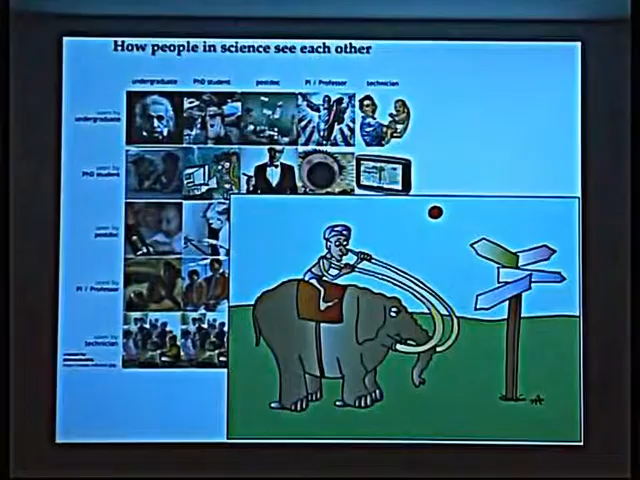 How people in science see each other
undergraduate PhD student postdoc PI / Professor technician
seen by
undergraduate
seen by
PhD student
seen by
postdoc
seen by
PI / Professor
seen by
technician